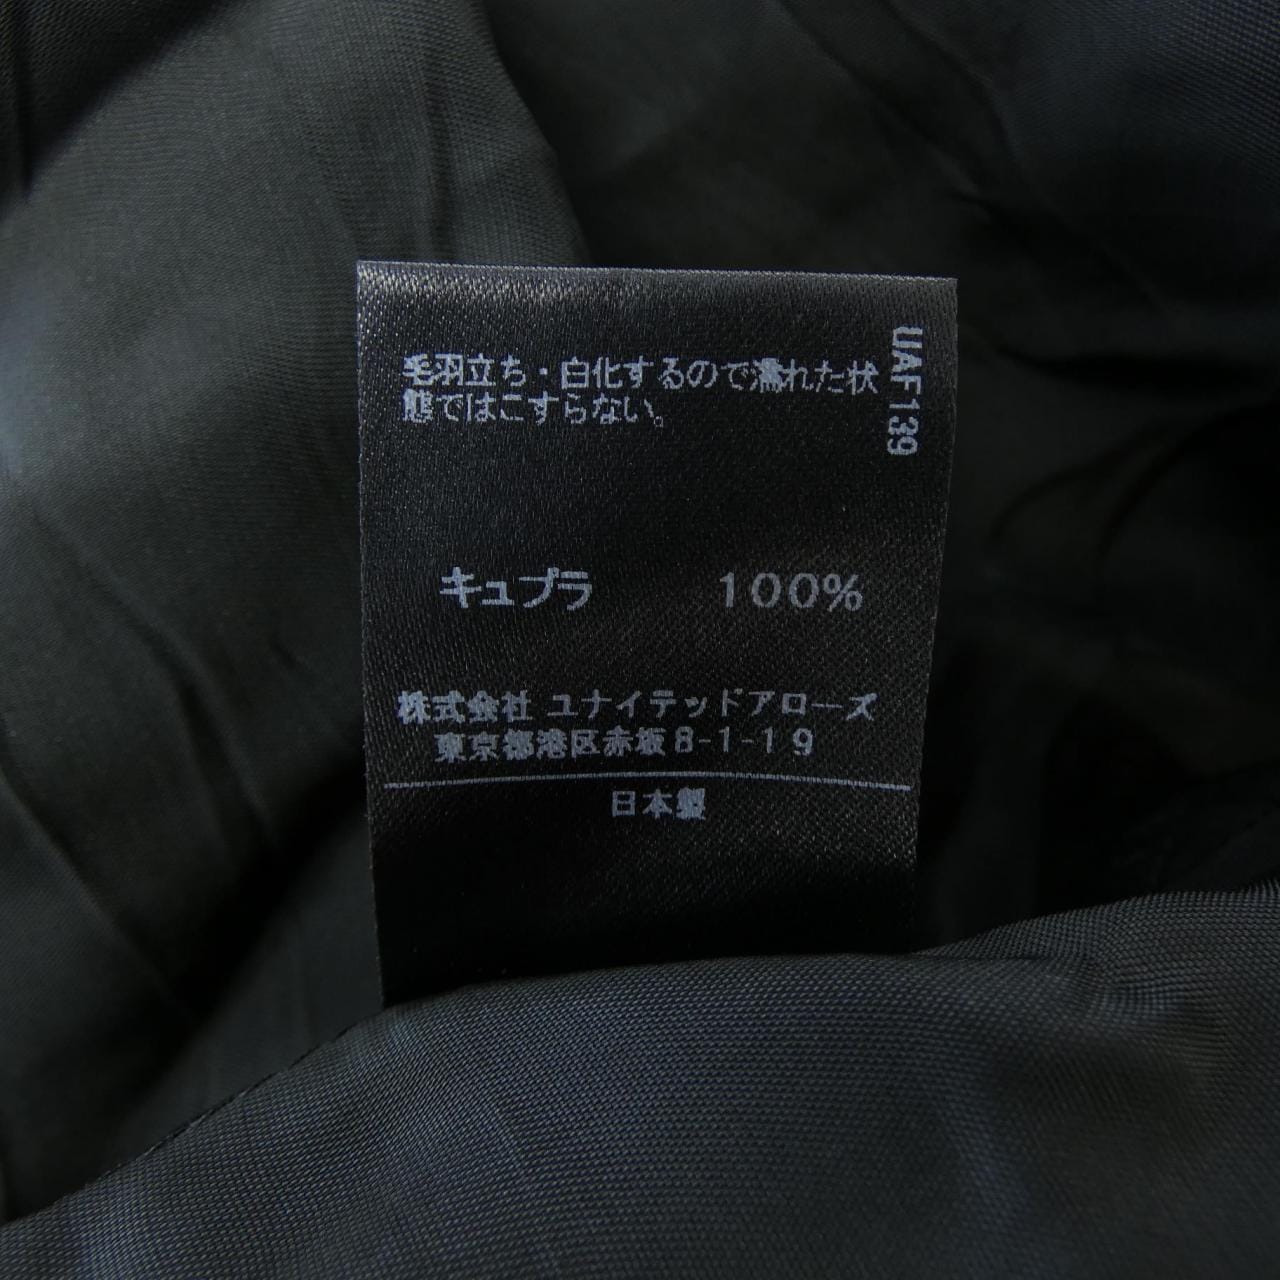 毛羽立ち・白化するので濡れた状
態ではこすらない。
UAF139
キュプラ 100%
株式会社 ユナイテッドアローズ
東京都港区赤坂8-1-19
日本製